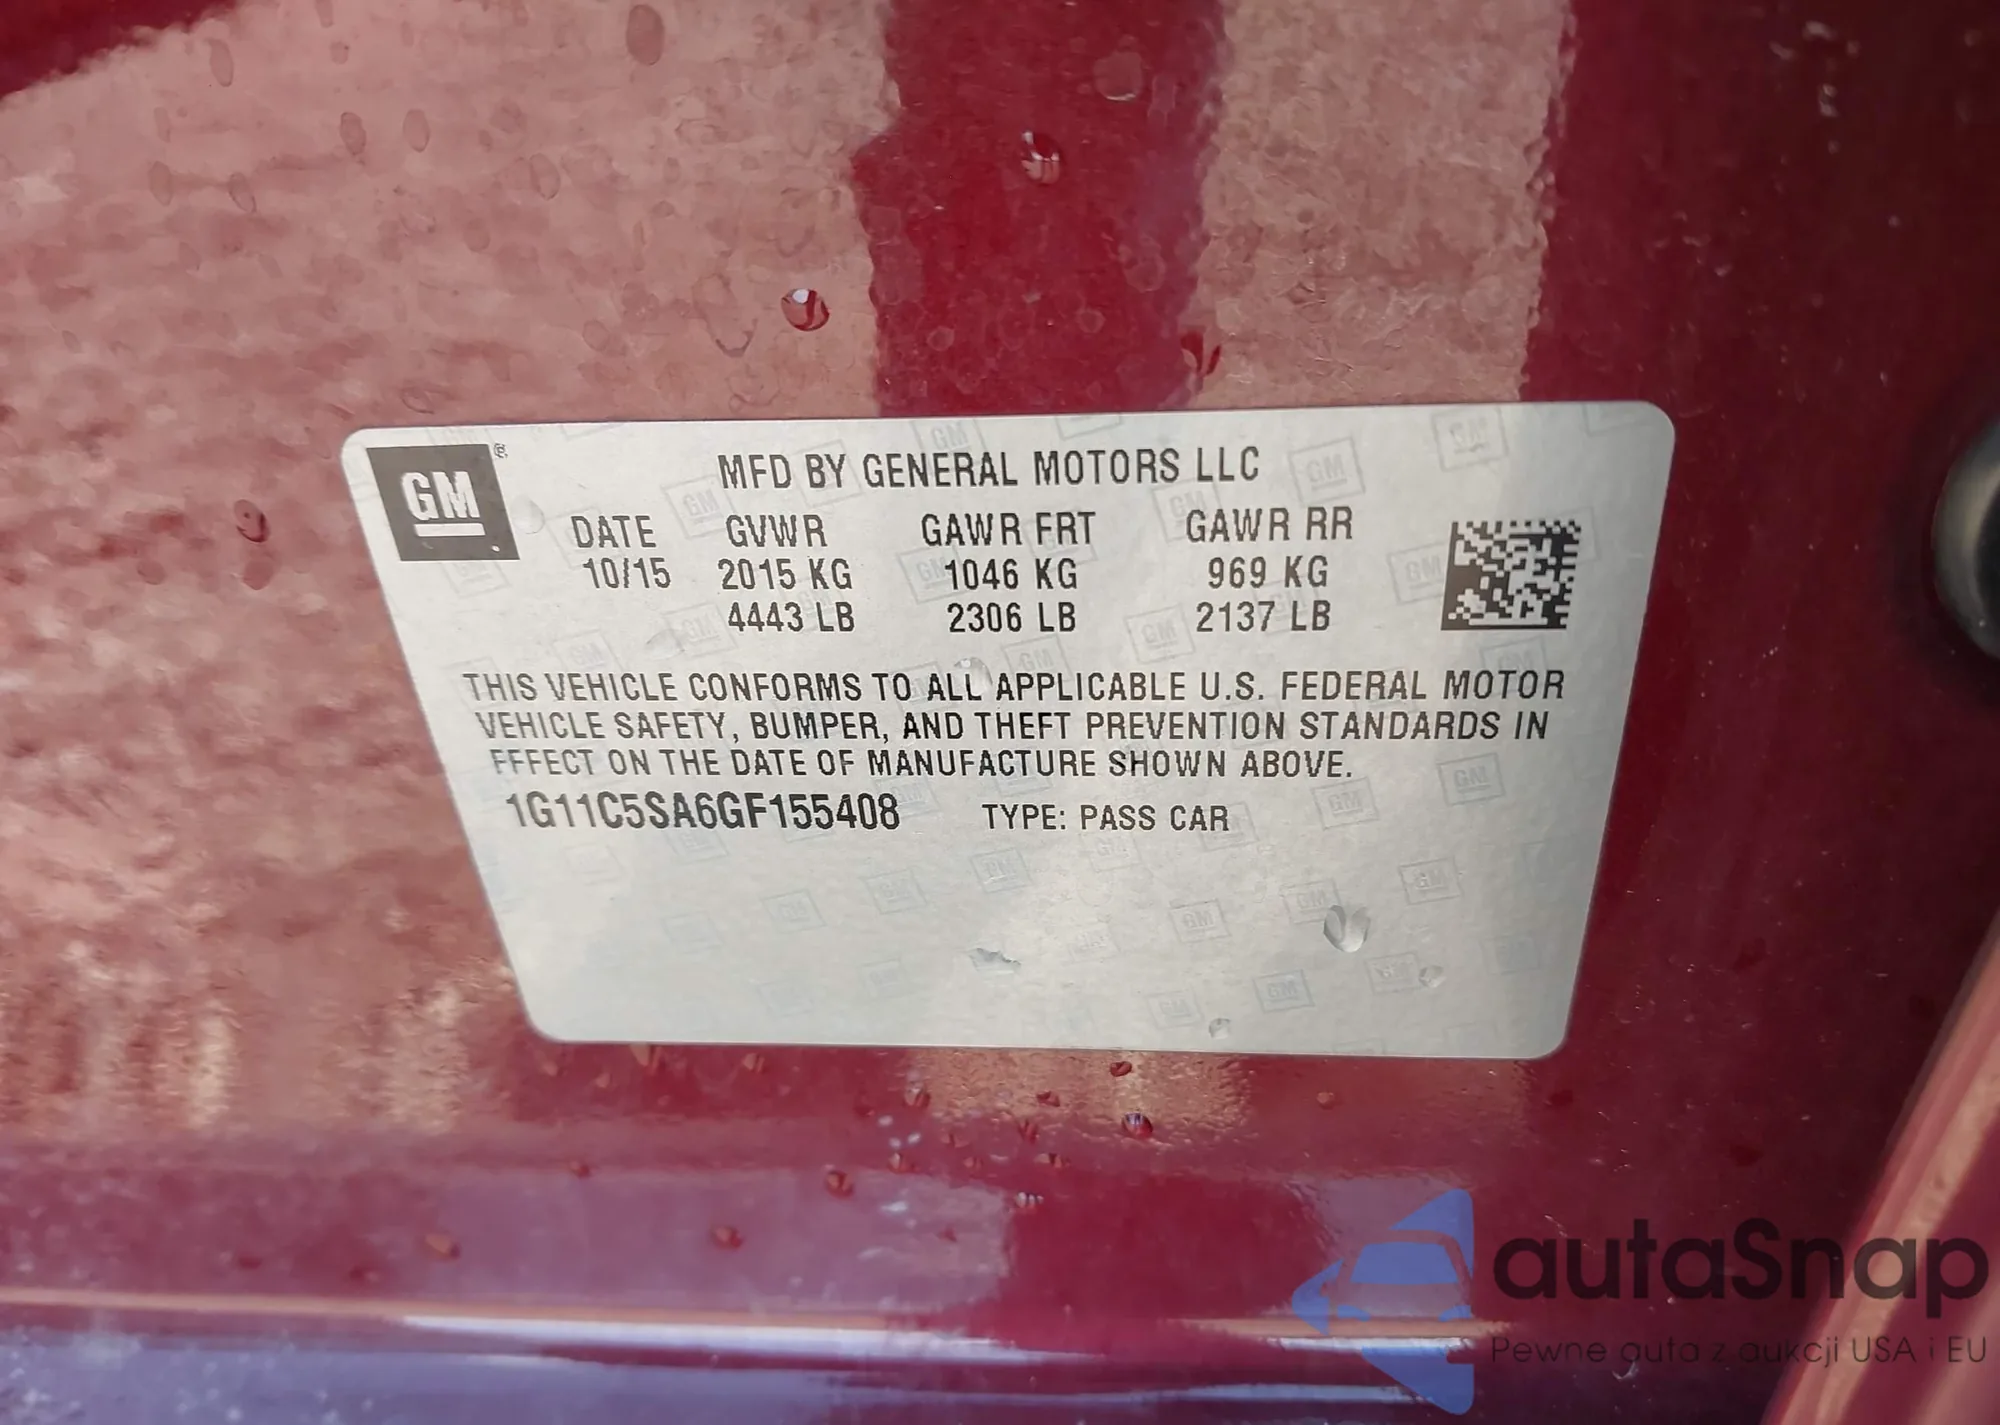 GM
MFD BY GENERAL MOTORS LLC
DATE GVWR GAWR FRT GAWR RR
10/15 2015 KG 1046 KG 969 KG
4443 LB 2306 LB 2137 LB
THIS VEHICLE CONFORMS TO ALL APPLICABLE U.S. FEDERAL MOTOR
VEHICLE SAFETY, BUMPER, AND THEFT PREVENTION STANDARDS IN
EFFECT ON THE DATE OF MANUFACTURE SHOWN ABOVE.
1G11C5SA6GF155408 TYPE: PASS CAR
autaSnap
Pewne auta z aukcji USA i EU